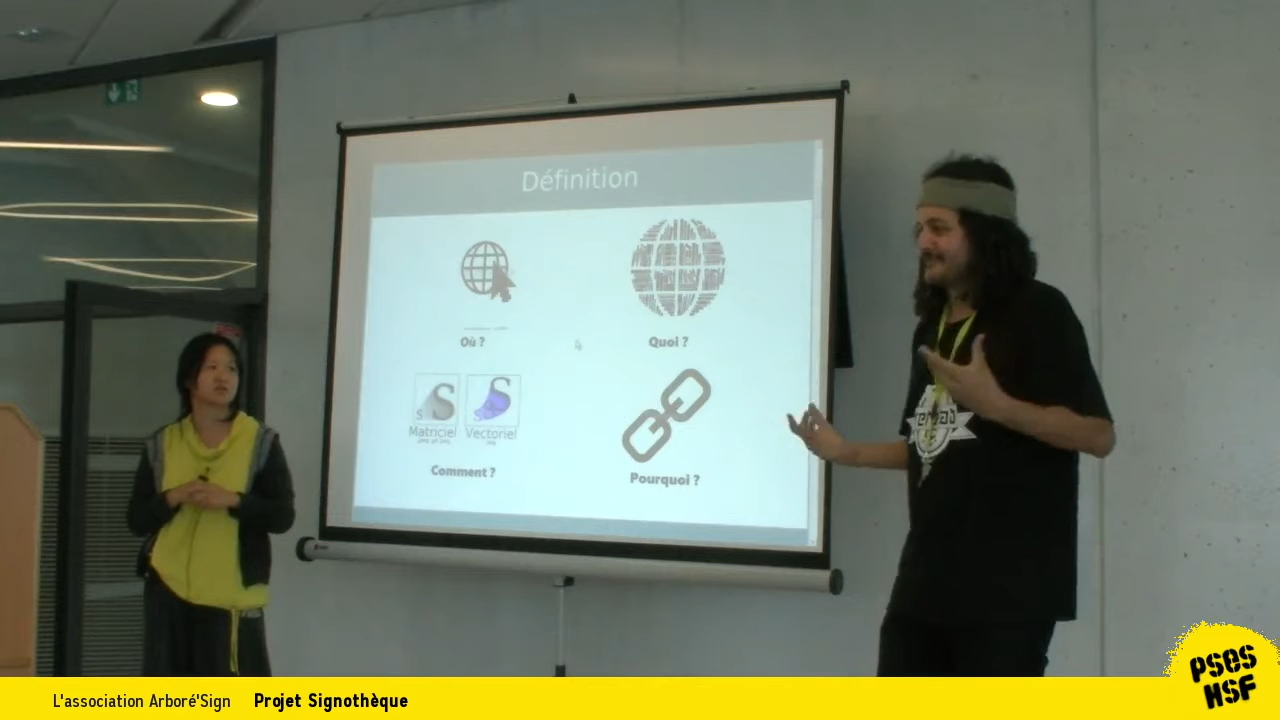 Définition
Où ?
Quoi ?
S S
S
Matriciel
Vectoriel
Comment ?
Pourquoi ?
L'association Arboré'Sign Projet Signothèque
PSES
HSF